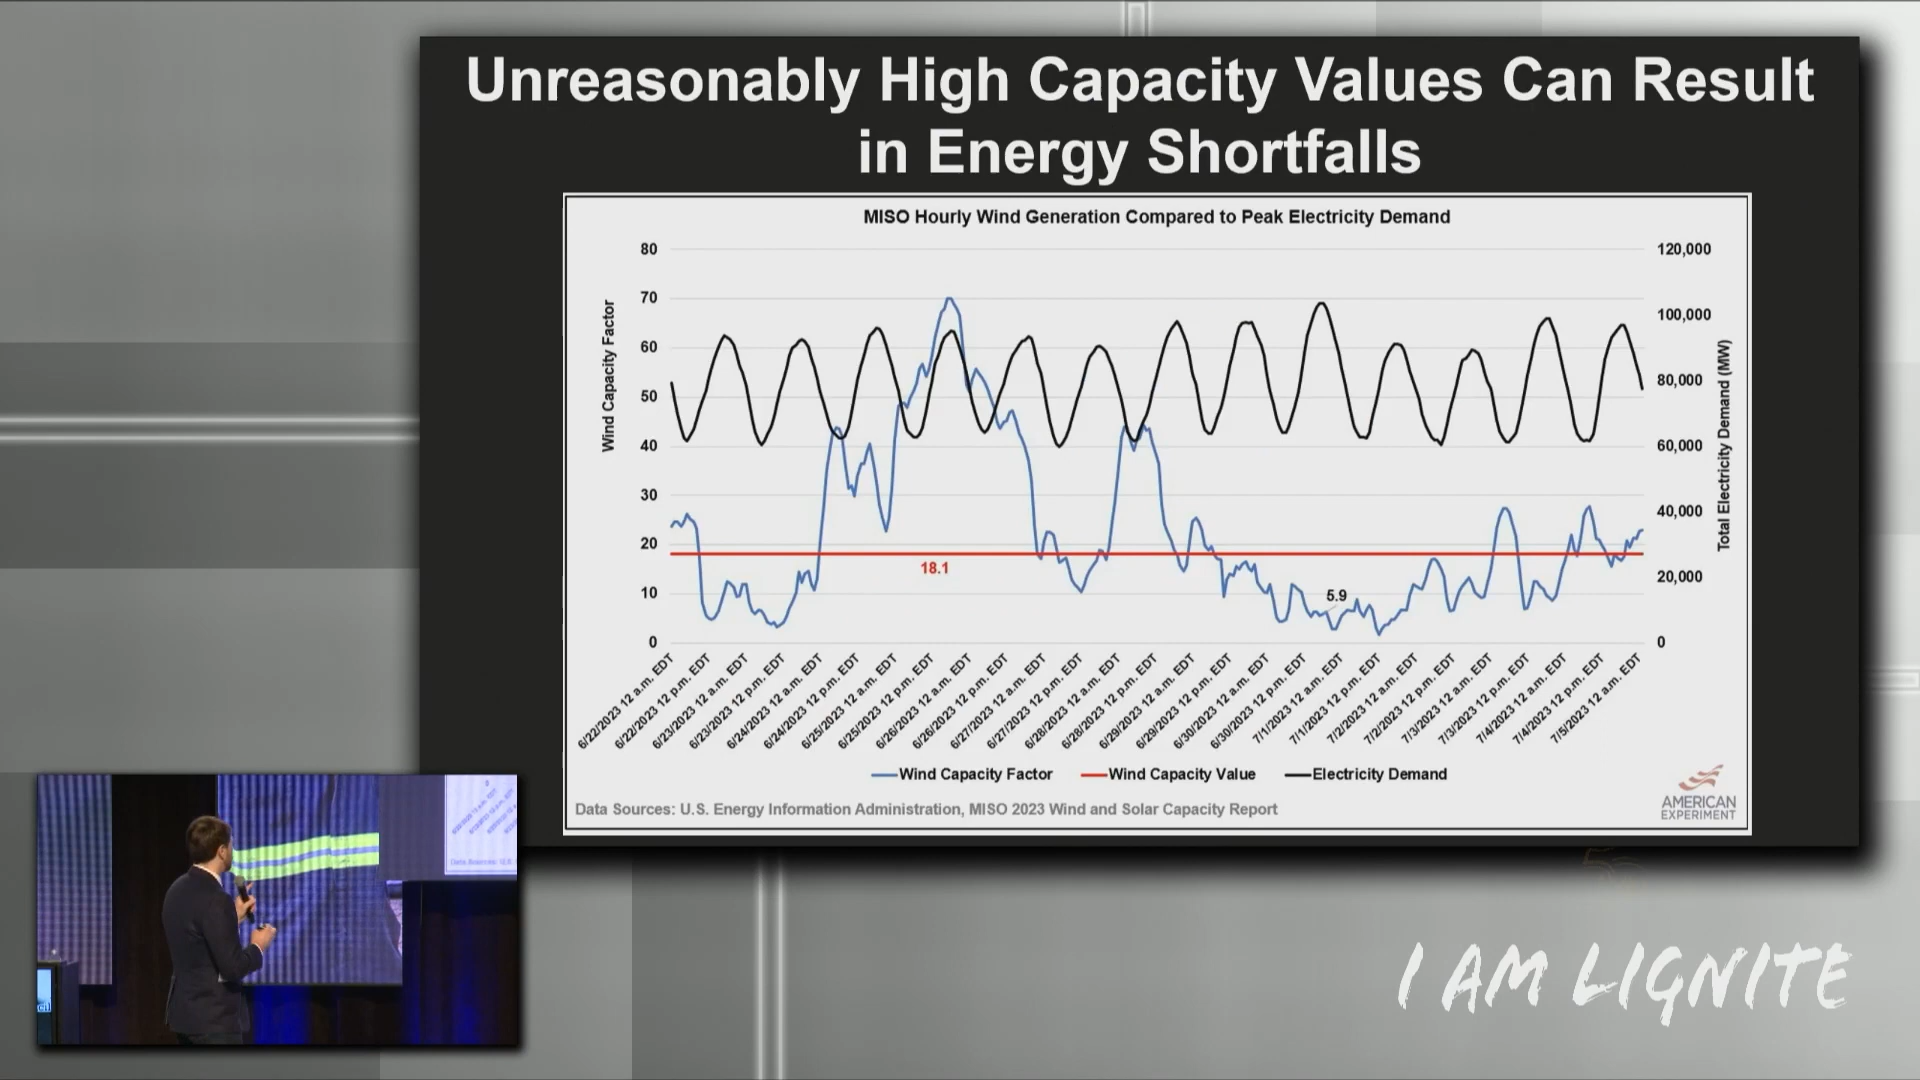 Unreasonably High Capacity Values Can Result
in Energy Shortfalls
MISO Hourly Wind Generation Compared to Peak Electricity Demand
Wind Capacity Factor
80
70
60
50
40
30
20
10
0
Total Electricity Demand (MW)
120,000
100,000
80,000
60,000
40,000
20,000
0
18.1
5.9
6/22/2023 12 a.m. EDT
6/22/2023 12 p.m. EDT
6/23/2023 12 a.m. EDT
6/23/2023 12 p.m. EDT
6/24/2023 12 a.m. EDT
6/24/2023 12 p.m. EDT
6/25/2023 12 a.m. EDT
6/25/2023 12 p.m. EDT
6/26/2023 12 a.m. EDT
6/26/2023 12 p.m. EDT
6/27/2023 12 a.m. EDT
6/27/2023 12 p.m. EDT
6/28/2023 12 a.m. EDT
6/28/2023 12 p.m. EDT
6/29/2023 12 a.m. EDT
6/29/2023 12 p.m. EDT
6/30/2023 12 a.m. EDT
6/30/2023 12 p.m. EDT
7/1/2023 12 a.m. EDT
7/1/2023 12 p.m. EDT
7/2/2023 12 a.m. EDT
7/2/2023 12 p.m. EDT
7/3/2023 12 a.m. EDT
7/3/2023 12 p.m. EDT
7/4/2023 12 a.m. EDT
7/4/2023 12 p.m. EDT
7/5/2023 12 a.m. EDT
Wind Capacity Factor
Wind Capacity Value
Electricity Demand
Data Sources: U.S. Energy Information Administration, MISO 2023 Wind and Solar Capacity Report
AMERICAN
EXPERIMENT
I AM LIGNITE